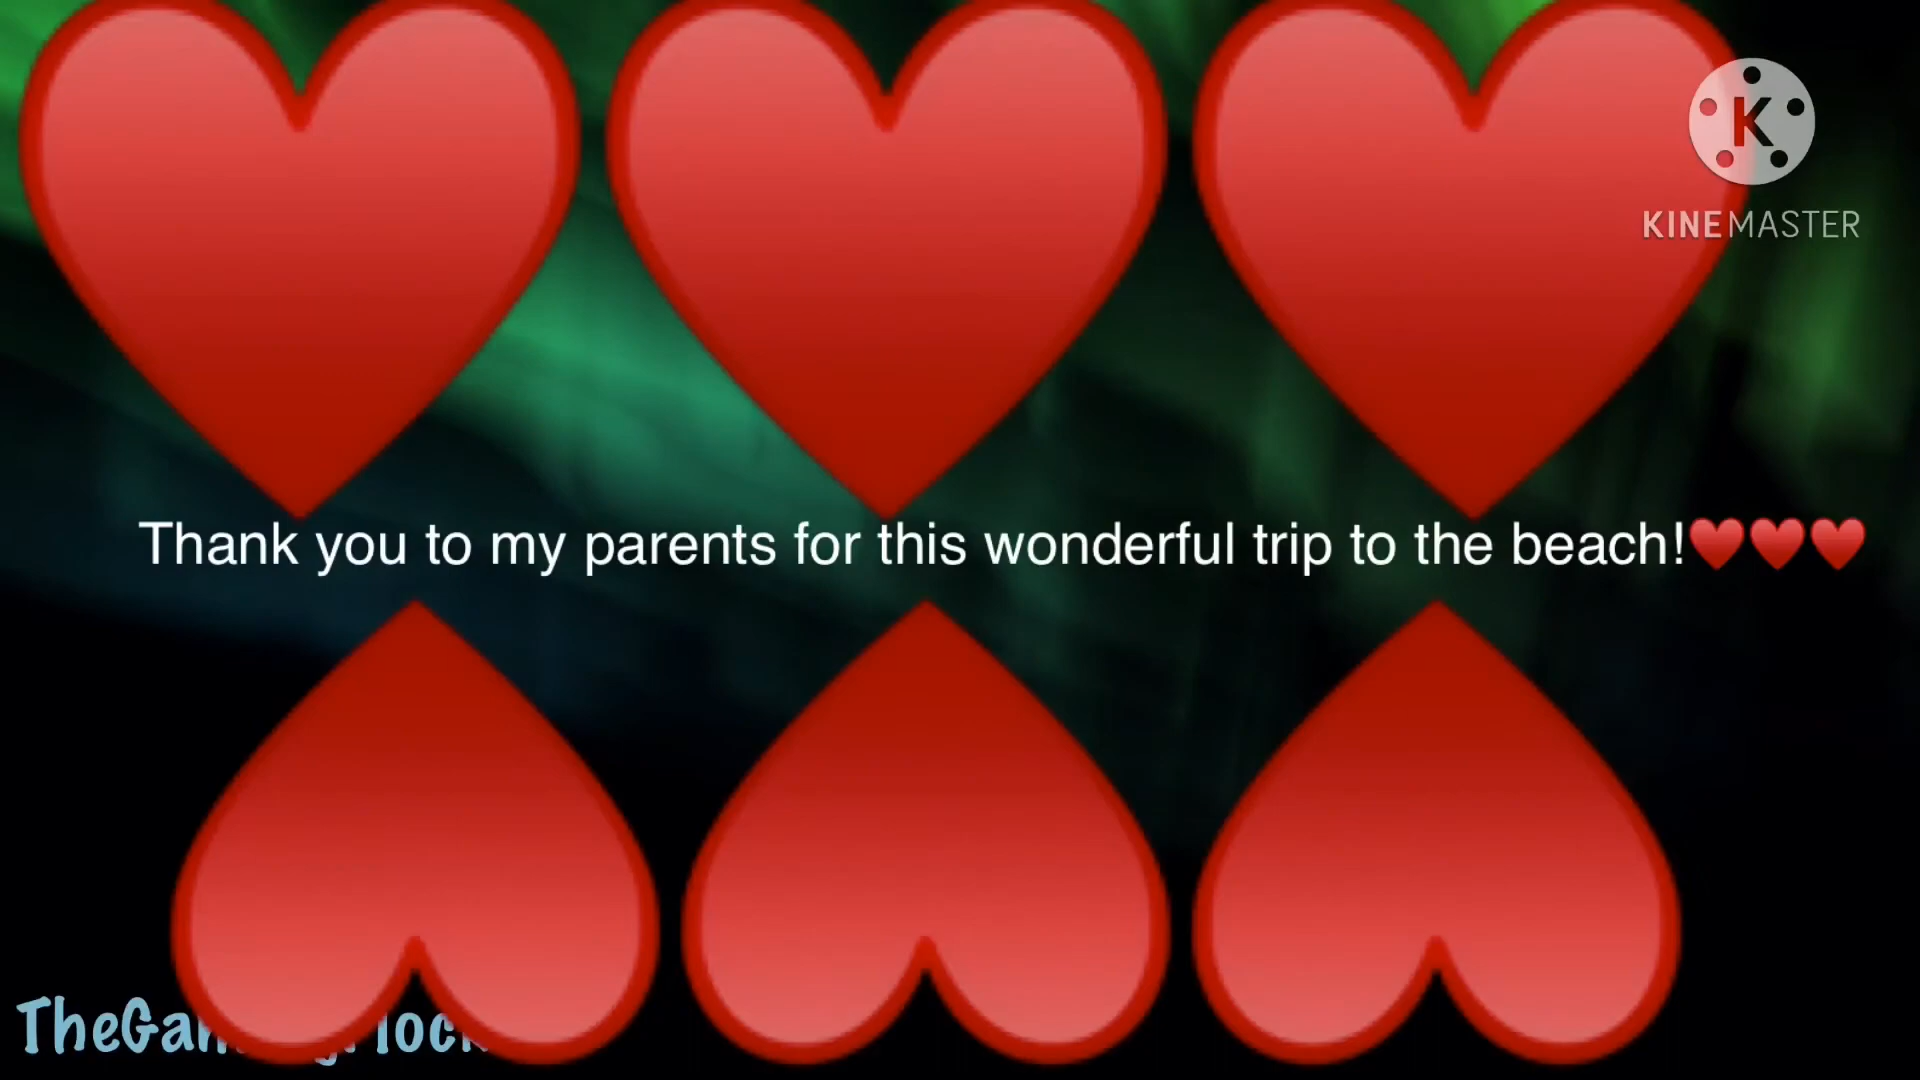 K
KINEMASTER
Thank you to my parents for this wonderful trip to the beach!♥♥♥